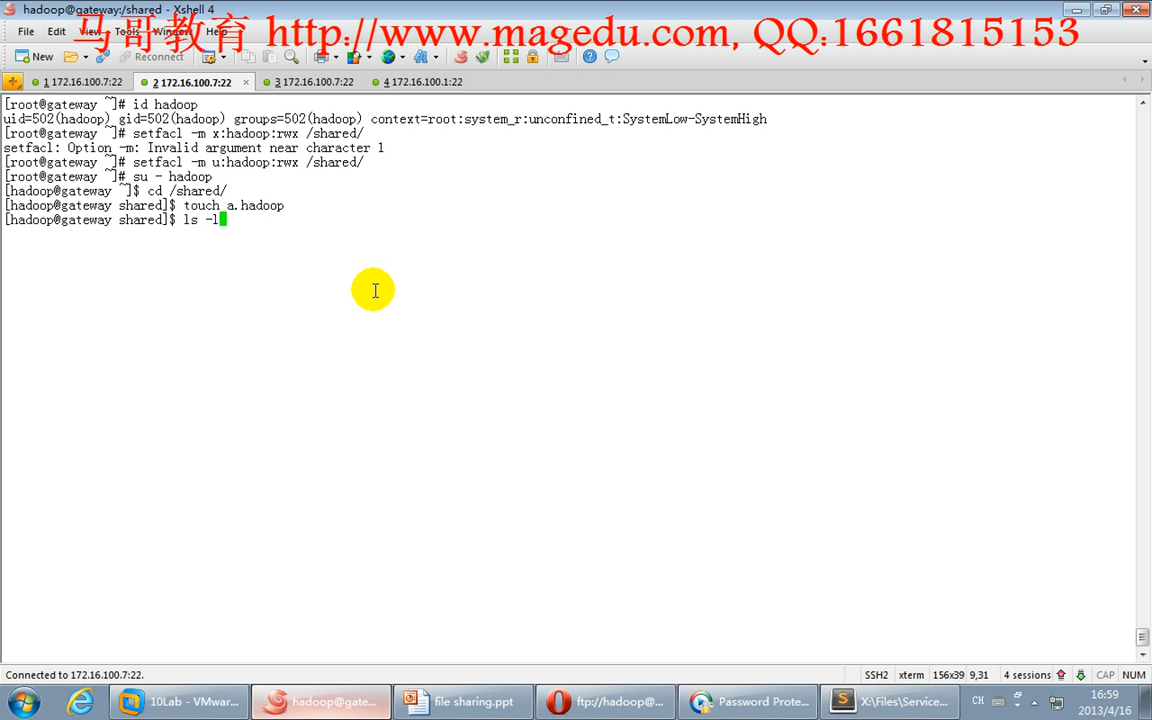 hadoop@gateway:/shared - Xshell 4
File Edit View Tools Window Help
马哥教育 http://www.magedu.com, QQ:1661815153
New Reconnect
1 172.16.100.7:22 2 172.16.100.7:22 3 172.16.100.7:22 4 172.16.100.1:22
[root@gateway ~]# id hadoop
uid=502(hadoop) gid=502(hadoop) groups=502(hadoop) context=root:system_r:unconfined_t:SystemLow-SystemHigh
[root@gateway ~]# setfacl -m x:hadoop:rwx /shared/
setfacl: Option -m: Invalid argument near character 1
[root@gateway ~]# setfacl -m u:hadoop:rwx /shared/
[root@gateway ~]# su - hadoop
[hadoop@gateway ~]$ cd /shared/
[hadoop@gateway shared]$ touch a.hadoop
[hadoop@gateway shared]$ ls -l
Connected to 172.16.100.7:22. SSH2 xterm 156x39 9,31 4 sessions CAP NUM
10Lab - VMwar... hadoop@gate... file sharing.ppt ftp://hadoop@... Password Prote... X:\Files\Service... CH 16:59
2013/4/16